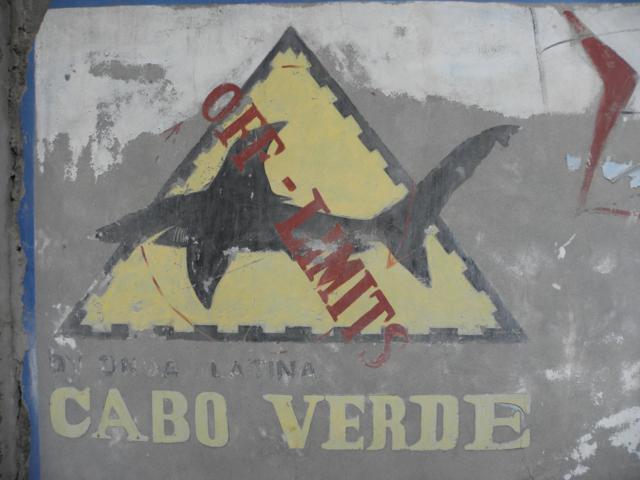 OFF-LIMITS
BY ONDA LATINA
CABO VERDE